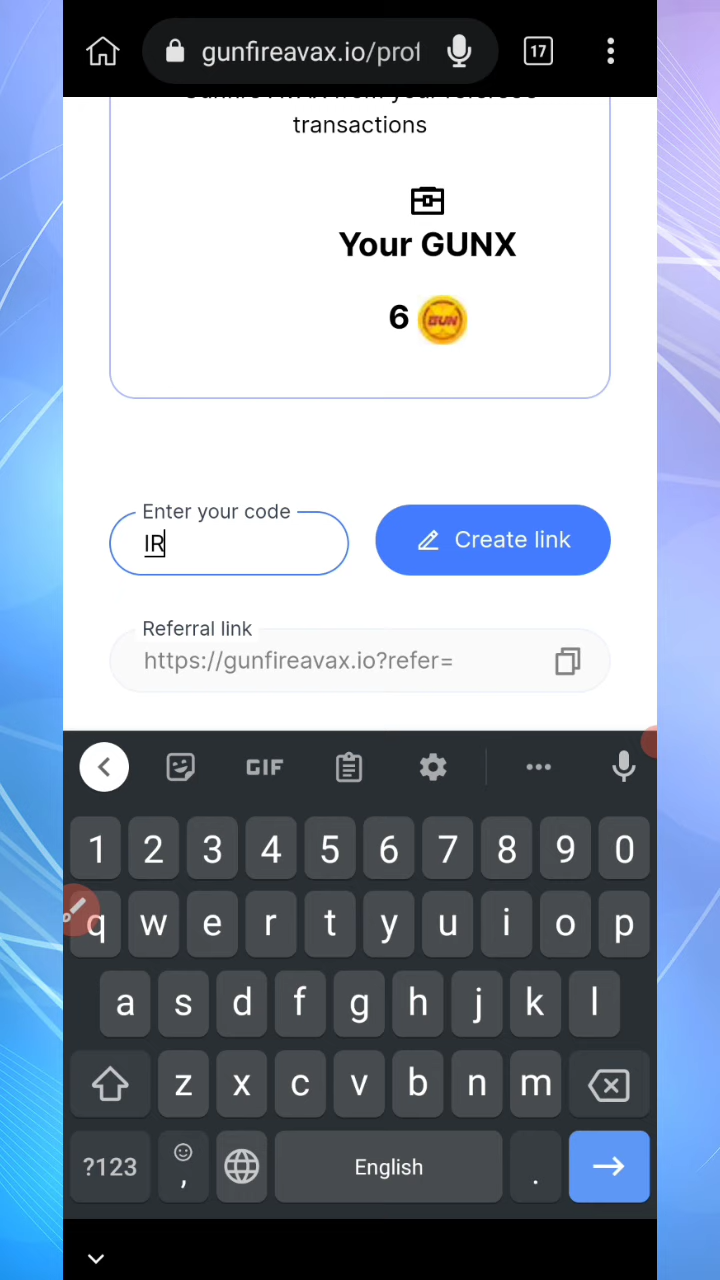 gunfireavax.io/prof
17
transactions
Your GUNX
6 GUN
Enter your code
IR
Create link
Referral link
https://gunfireavax.io?refer=
GIF
1 2 3 4 5 6 7 8 9 0
q w e r t y u i o p
a s d f g h j k l
z x c v b n m
?123 , English .